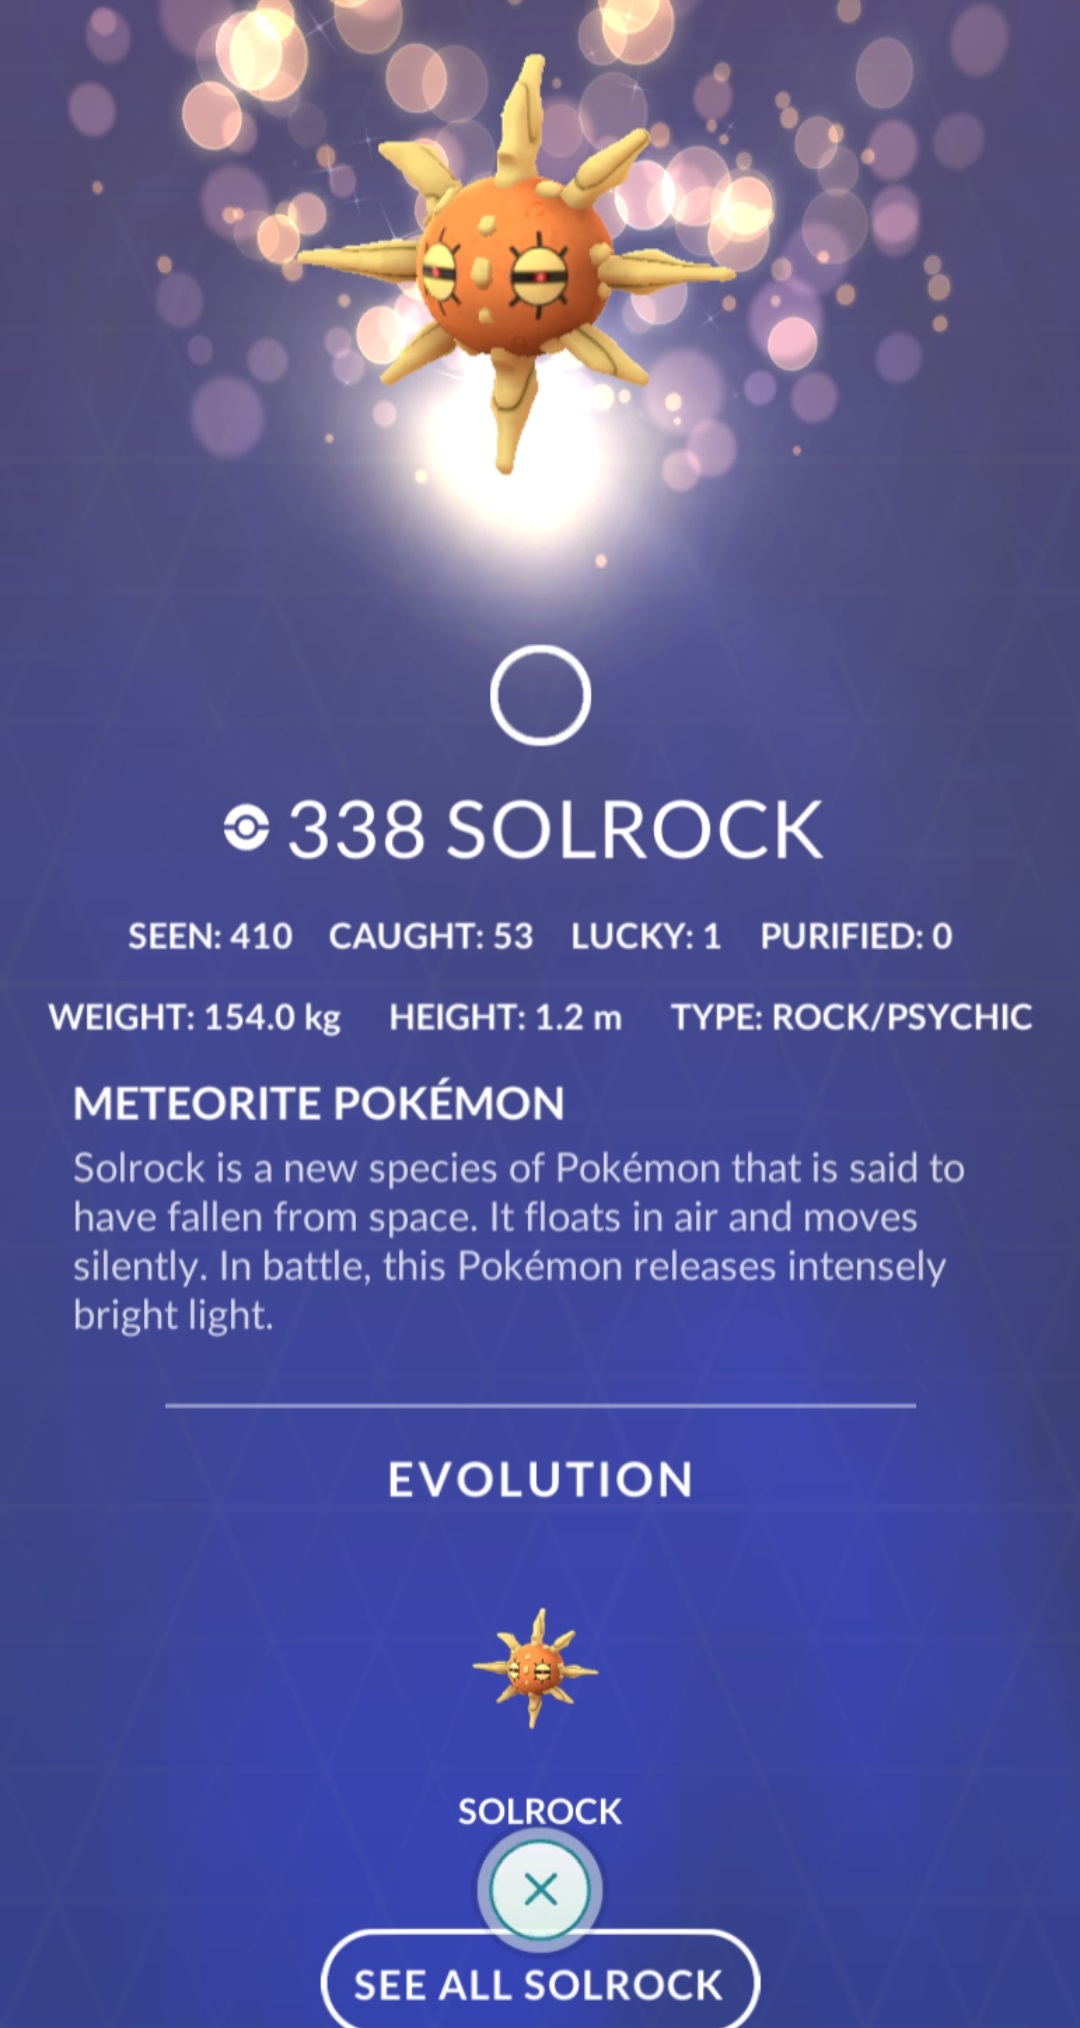 338 SOLROCK
SEEN: 410 CAUGHT: 53 LUCKY: 1 PURIFIED: 0
WEIGHT: 154.0 kg HEIGHT: 1.2 m TYPE: ROCK/PSYCHIC
METEORITE POKÉMON
Solrock is a new species of Pokémon that is said to
have fallen from space. It floats in air and moves
silently. In battle, this Pokémon releases intensely
bright light.
EVOLUTION
SOLROCK
SEE ALL SOLROCK